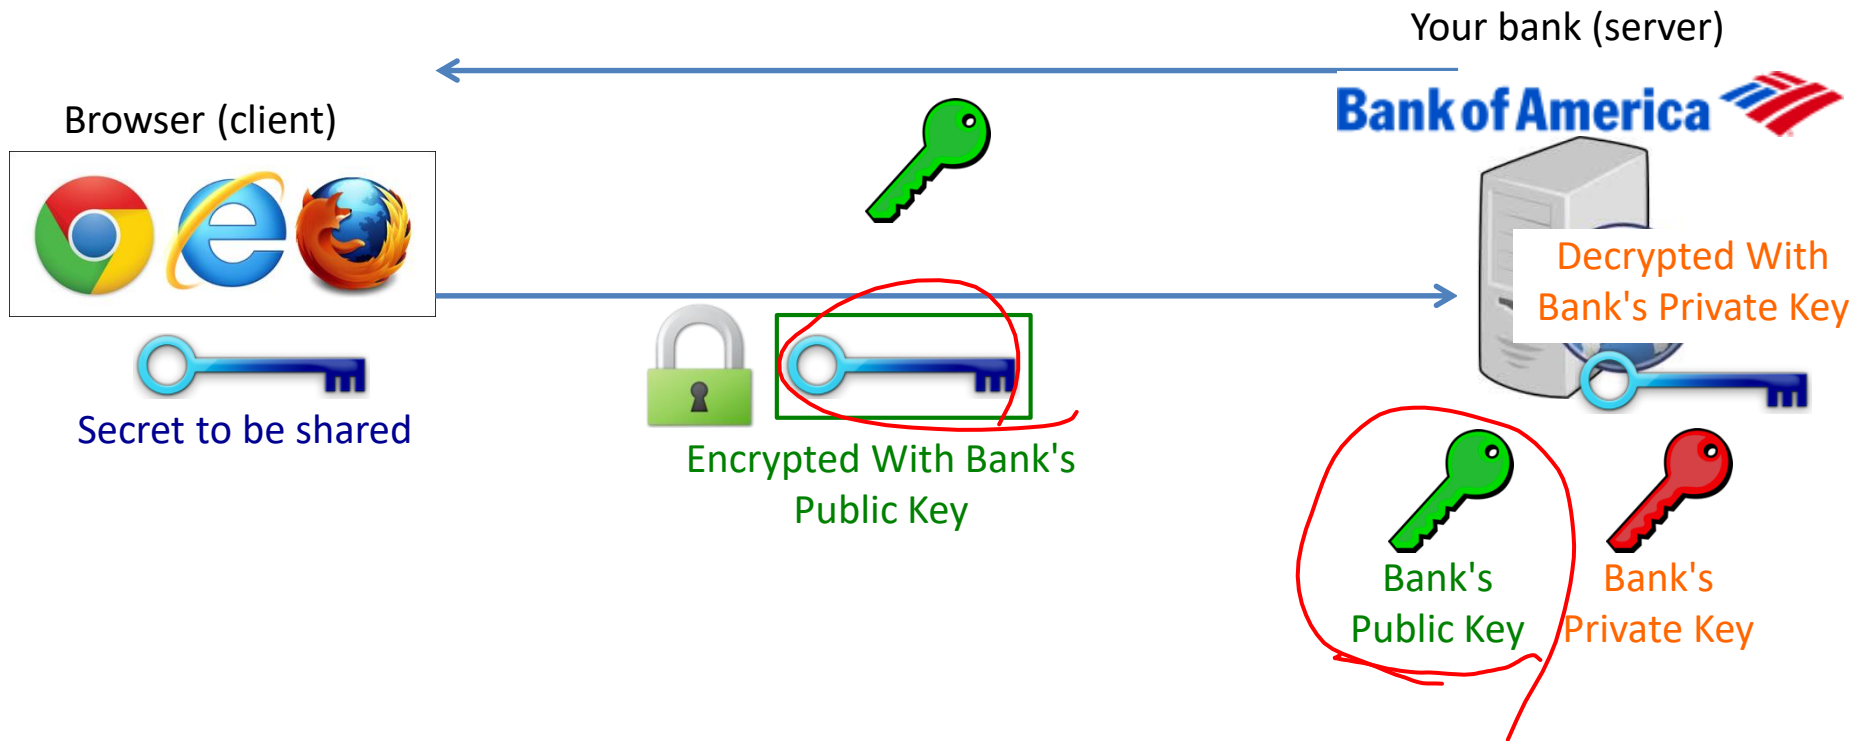 Your bank (server)
Bank of America
Browser (client)
Decrypted With
Bank's Private Key
Secret to be shared
Encrypted With Bank's
Public Key
Bank's
Public Key
Bank's
Private Key